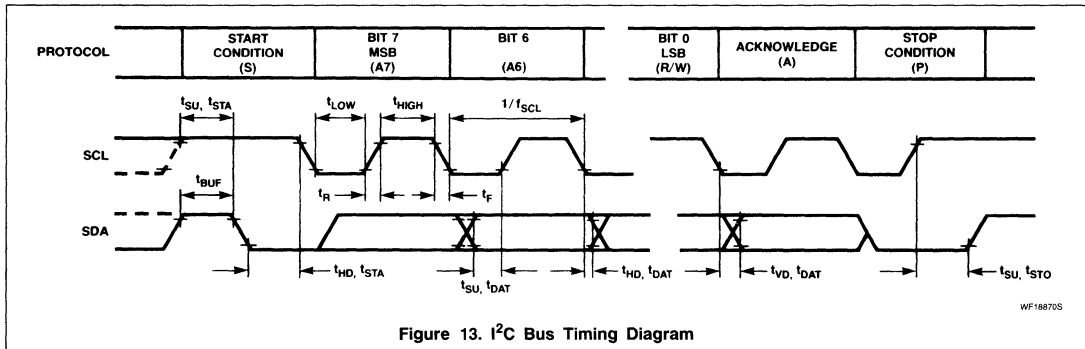 PROTOCOL
START
CONDITION
(S)
BIT 7
MSB
(A7)
BIT 6
(A6)
BIT 0
LSB
(R/W)
ACKNOWLEDGE
(A)
STOP
CONDITION
(P)
tSU, tSTA
tLOW
tHIGH
1/fSCL
SCL
tBUF
tR
tF
SDA
tHD, tSTA
tSU, tDAT
tHD, tDAT
tVD, tDAT
tSU, tSTO
WF18870S
Figure 13. I²C Bus Timing Diagram